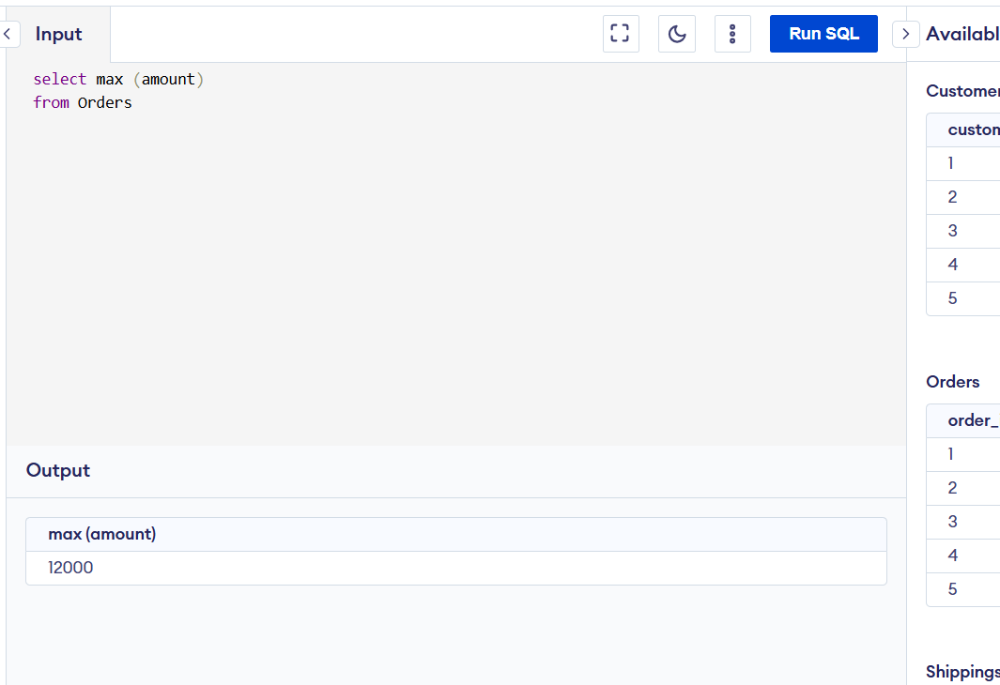 Input
Run SQL
select max (amount)
from Orders
Output
max (amount)
12000
Availabl
Customer
custom
1
2
3
4
5
Orders
order_
1
2
3
4
5
Shippings